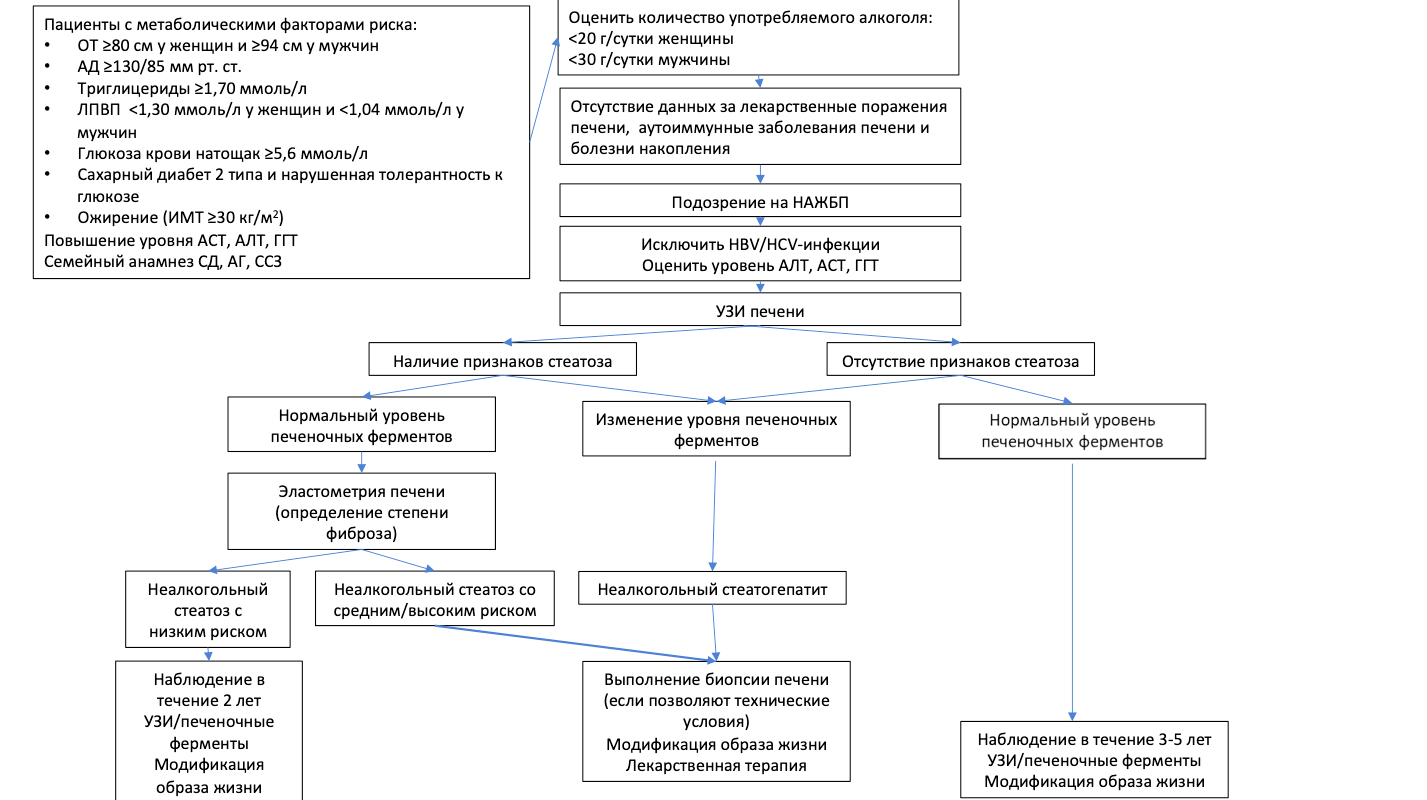 Пациенты с метаболическими факторами риска:
• ОТ ≥80 см у женщин и ≥94 см у мужчин
• АД ≥130/85 мм рт. ст.
• Триглицериды ≥1,70 ммоль/л
• ЛПВП <1,30 ммоль/л у женщин и <1,04 ммоль/л у
мужчин
• Глюкоза крови натощак ≥5,6 ммоль/л
• Сахарный диабет 2 типа и нарушенная толерантность к
глюкозе
• Ожирение (ИМТ ≥30 кг/м²)
Повышение уровня АСТ, АЛТ, ГГТ
Семейный анамнез СД, АГ, ССЗ
Оценить количество употребляемого алкоголя:
<20 г/сутки женщины
<30 г/сутки мужчины
Отсутствие данных за лекарственные поражения
печени, аутоиммунные заболевания печени и
болезни накопления
Подозрение на НАЖБП
Исключить HBV/HCV-инфекции
Оценить уровень АЛТ, АСТ, ГГТ
УЗИ печени
Наличие признаков стеатоза
Отсутствие признаков стеатоза
Нормальный уровень
печеночных ферментов
Изменение уровня печеночных
ферментов
Нормальный уровень
печеночных ферментов
Эластометрия печени
(определение степени
фиброза)
Неалкогольный
стеатоз с
низким риском
Неалкогольный стеатоз со
средним/высоким риском
Неалкогольный стеатогепатит
Наблюдение в
течение 2 лет
УЗИ/печеночные
ферменты
Модификация
образа жизни
Выполнение биопсии печени
(если позволяют технические
условия)
Модификация образа жизни
Лекарственная терапия
Наблюдение в течение 3-5 лет
УЗИ/печеночные ферменты
Модификация образа жизни